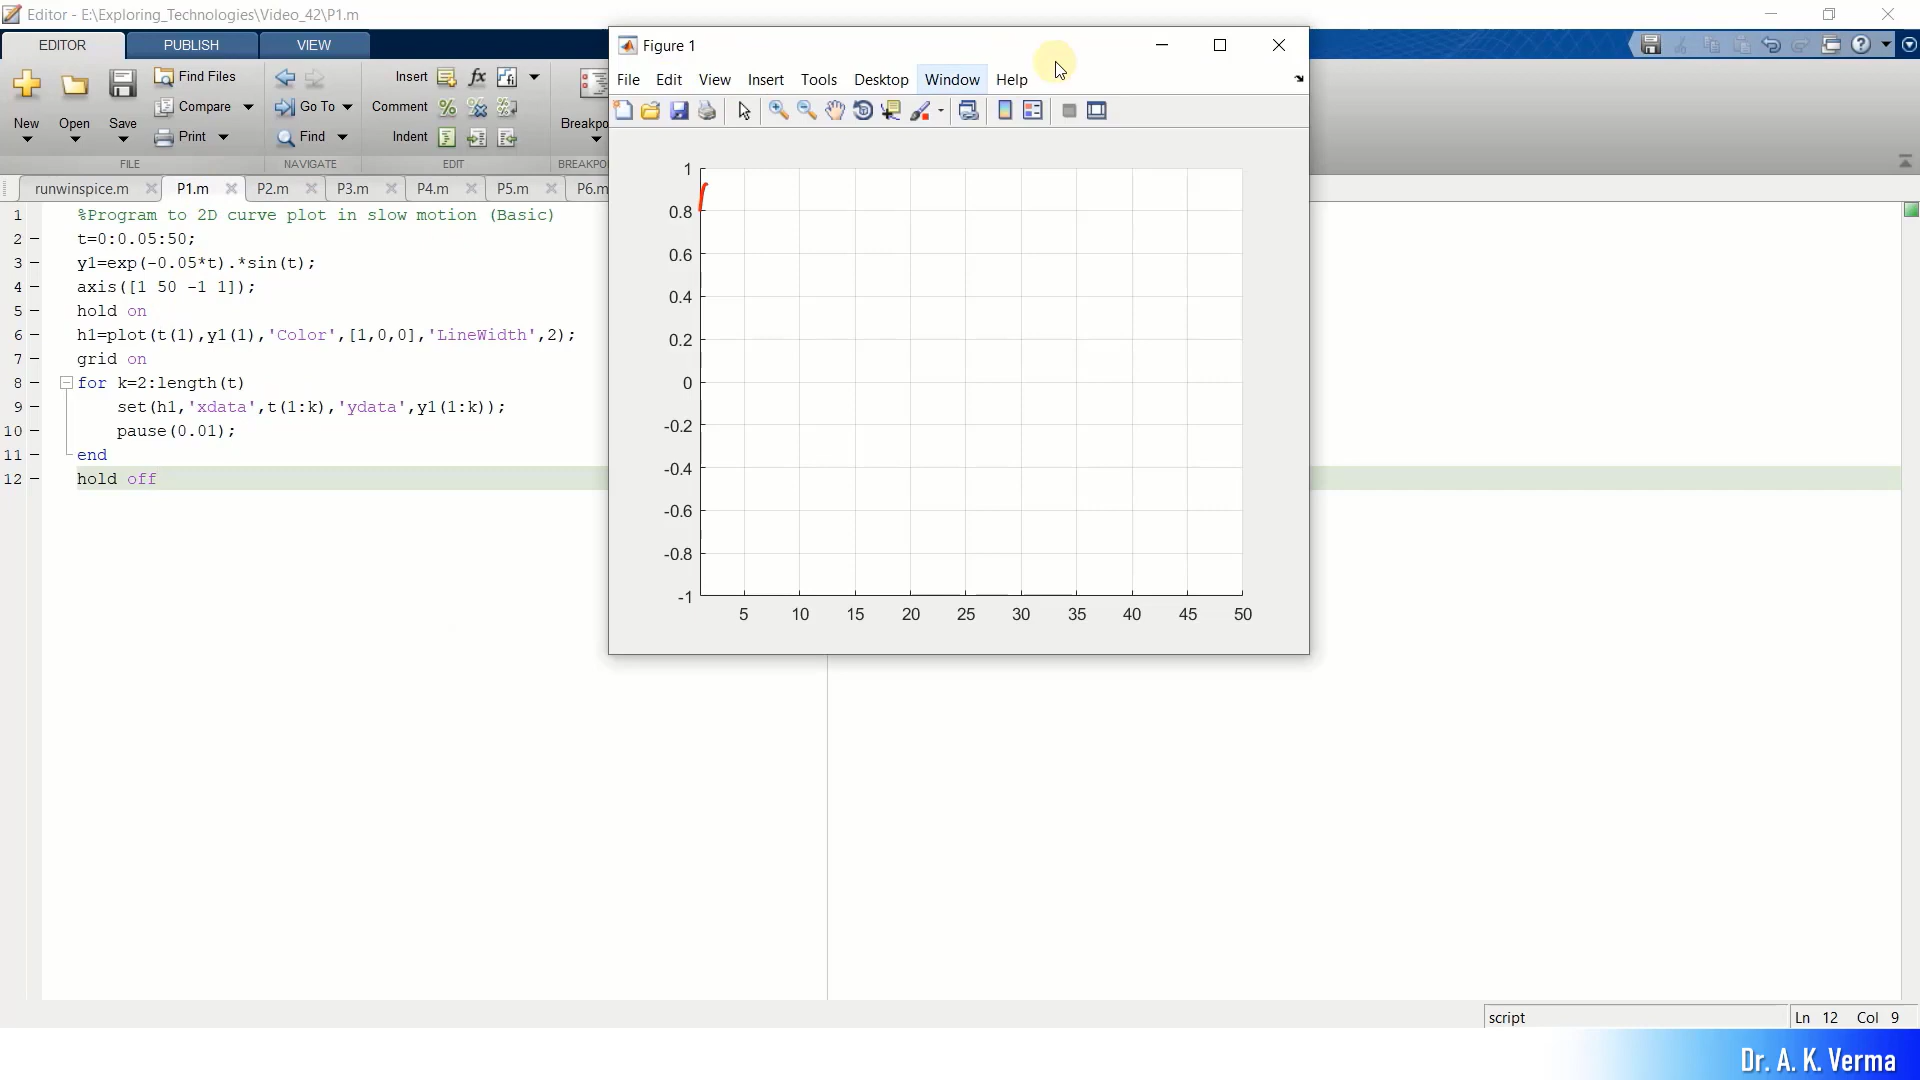 Editor - E:\Exploring_Technologies\Video_42\P1.m
EDITOR PUBLISH VIEW
New
Open
Save
Find Files
Compare
Print
FILE
Go To
Find
NAVIGATE
Insert
Comment
Indent
EDIT
Breakpo
BREAKPO
runwinspice.m P1.m P2.m P3.m P4.m P5.m P6.m
1 %Program to 2D curve plot in slow motion (Basic)
2 t=0:0.05:50;
3 y1=exp(-0.05*t).*sin(t);
4 axis([1 50 -1 1]);
5 hold on
6 h1=plot(t(1),y1(1),'Color',[1,0,0],'LineWidth',2);
7 grid on
8 for k=2:length(t)
9 set(h1,'xdata',t(1:k),'ydata',y1(1:k));
10 pause(0.01);
11 end
12 hold off
Figure 1
File Edit View Insert Tools Desktop Window Help
1
0.8
0.6
0.4
0.2
0
-0.2
-0.4
-0.6
-0.8
-1
5 10 15 20 25 30 35 40 45 50
script Ln 12 Col 9
Dr. A. K. Verma